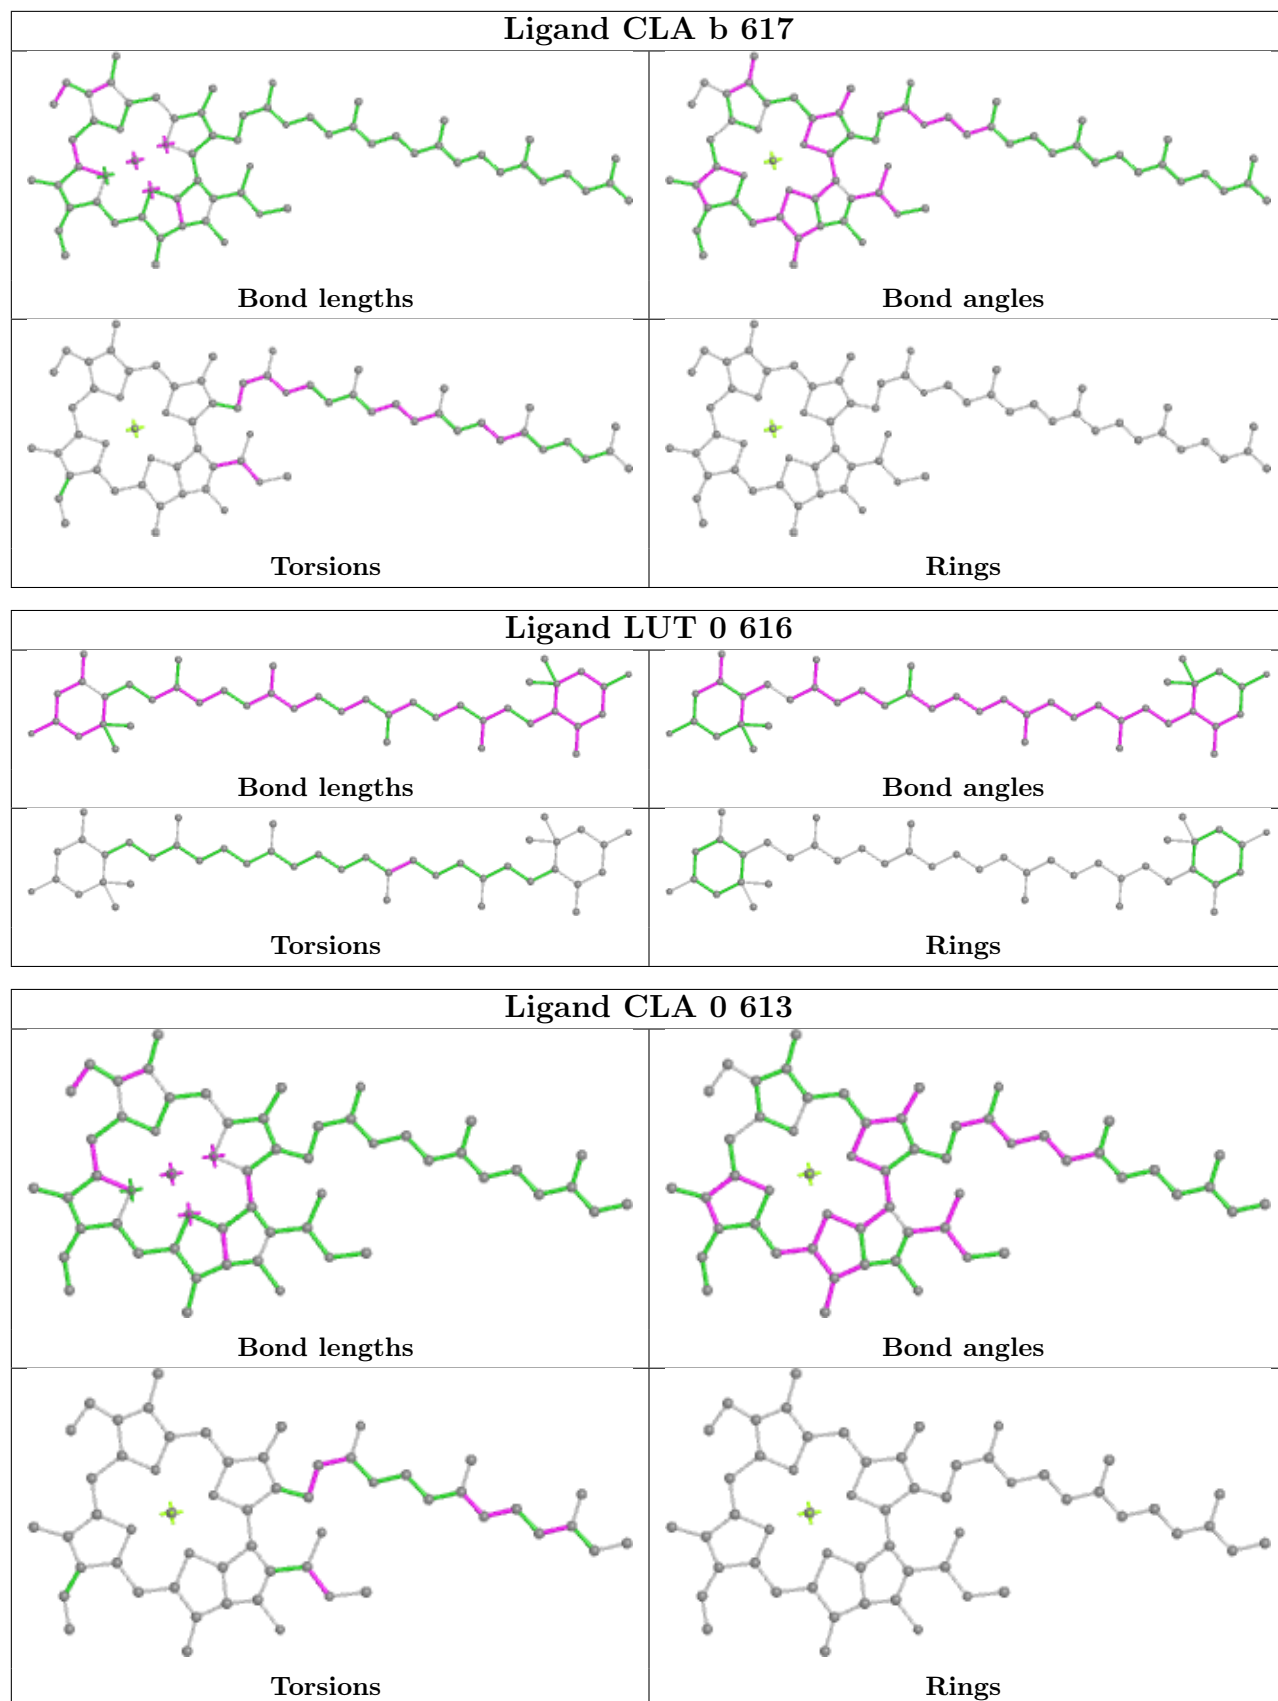 Ligand CLA b 617
Bond lengths
Bond angles
Torsions
Rings
Ligand LUT 0 616
Bond lengths
Bond angles
Torsions
Rings
Ligand CLA 0 613
Bond lengths
Bond angles
Torsions
Rings